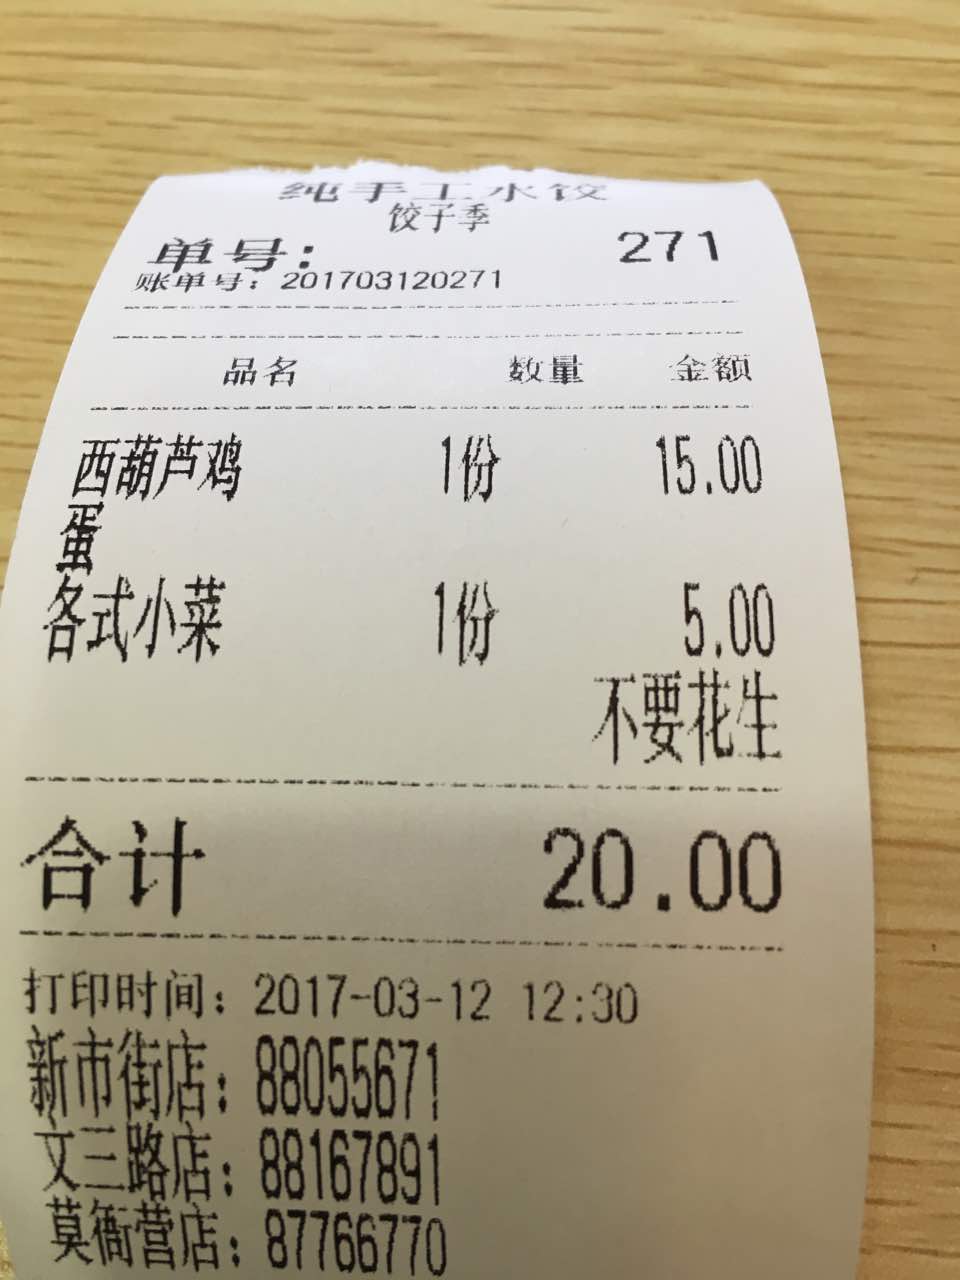 纯手工水饺
饺子季
单号: 271
账单号: 201703120271
品名 数量 金额
西葫芦鸡 1份 15.00
蛋
各式小菜 1份 5.00
不要花生
合计 20.00
打印时间: 2017-03-12 12:30
新市街店: 88055671
文三路店: 88167891
莫衙营店: 87766770